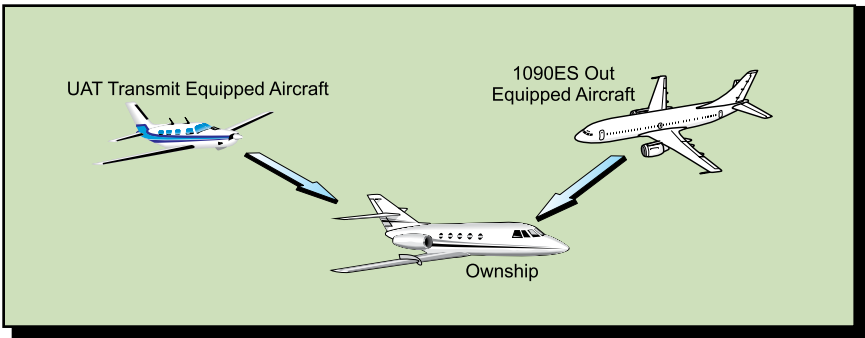 UAT Transmit Equipped Aircraft
1090ES Out
Equipped Aircraft
Ownship